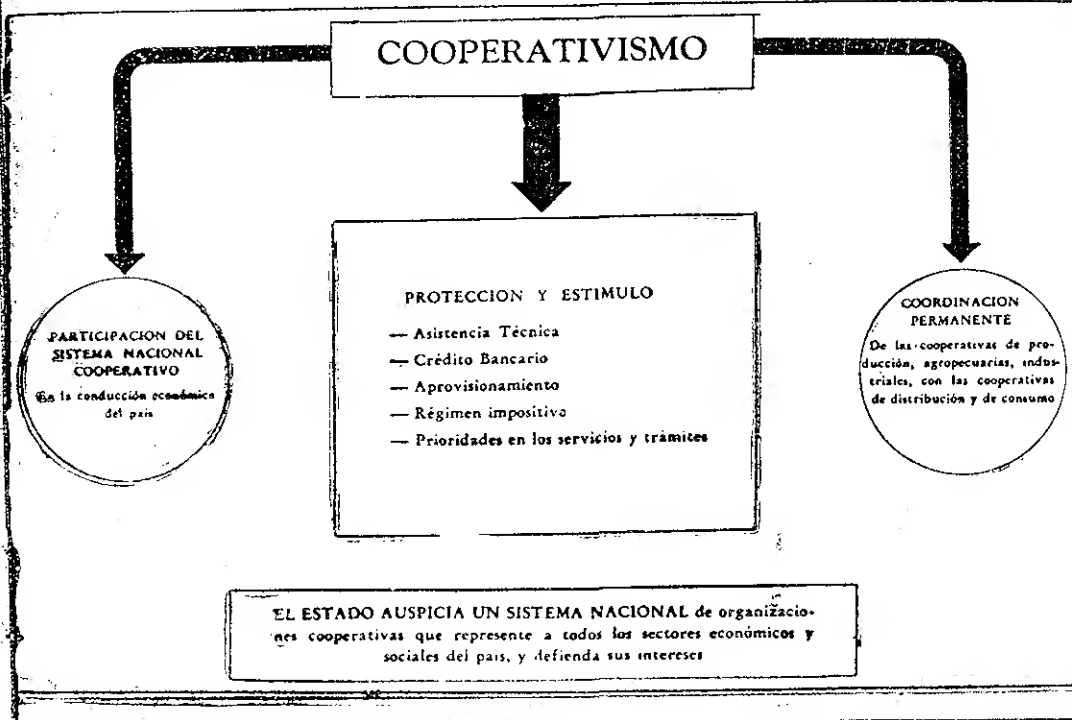 COOPERATIVISMO
PARTICIPACION DEL
SISTEMA NACIONAL
COOPERATIVO
En la conducción económica
del pais
PROTECCION Y ESTIMULO
— Asistencia Técnica
— Crédito Bancario
— Aprovisionamiento
— Régimen impositivo
— Prioridades en los servicios y trámites
COORDINACION
PERMANENTE
De las cooperativas de pro-
ducción, agropecuarias, indus-
triales, con las cooperativas
de distribución y de consumo
EL ESTADO AUSPICIA UN SISTEMA NACIONAL de organizacio-
nes cooperativas que represente a todos los sectores económicos y
sociales del pais, y defienda sus intereses